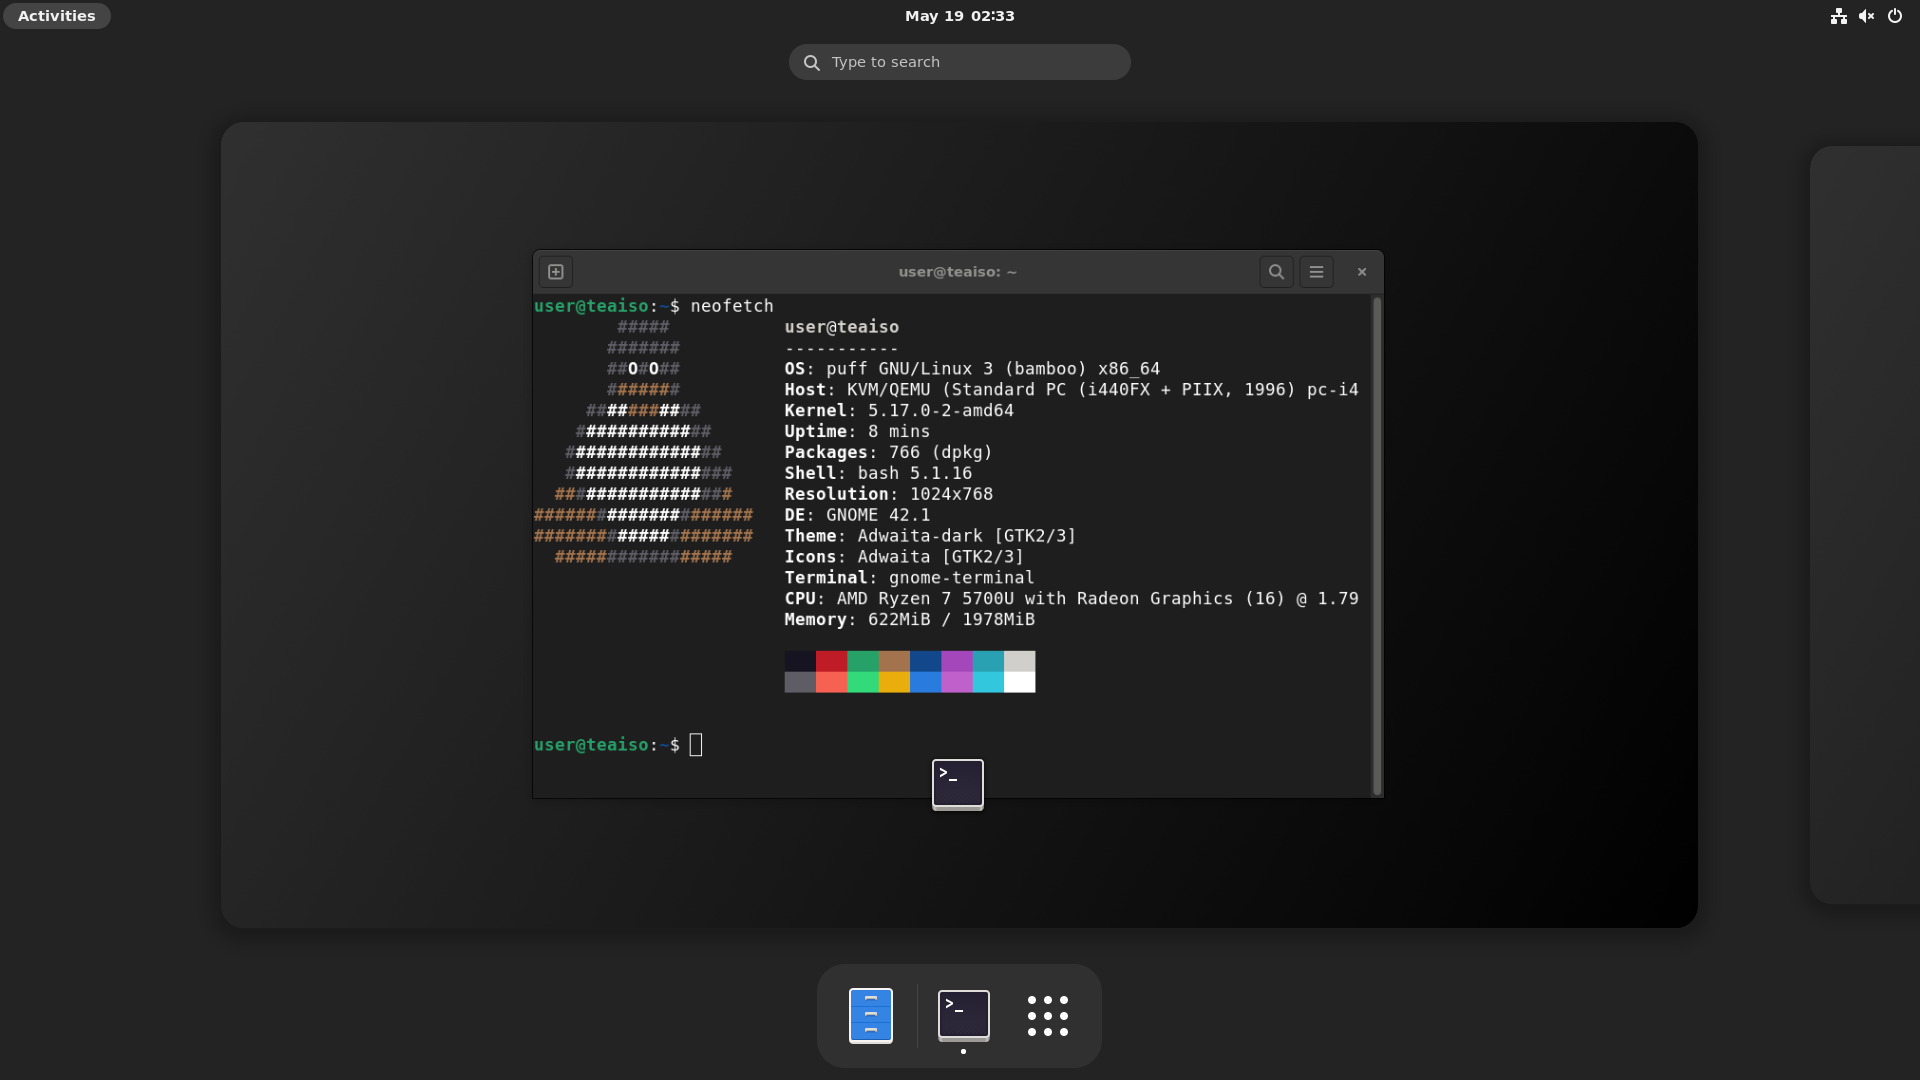 Activities
May 19 02:33
Type to search
user@teaiso: ~
user@teaiso:~$ neofetch
#####
#######
##O#O##
#######
###########
#############
###############
################
#################
#####################
#####################
#################
user@teaiso
-----------
OS: puff GNU/Linux 3 (bamboo) x86_64
Host: KVM/QEMU (Standard PC (i440FX + PIIX, 1996) pc-i4
Kernel: 5.17.0-2-amd64
Uptime: 8 mins
Packages: 766 (dpkg)
Shell: bash 5.1.16
Resolution: 1024x768
DE: GNOME 42.1
Theme: Adwaita-dark [GTK2/3]
Icons: Adwaita [GTK2/3]
Terminal: gnome-terminal
CPU: AMD Ryzen 7 5700U with Radeon Graphics (16) @ 1.79
Memory: 622MiB / 1978MiB
user@teaiso:~$
>_
>_